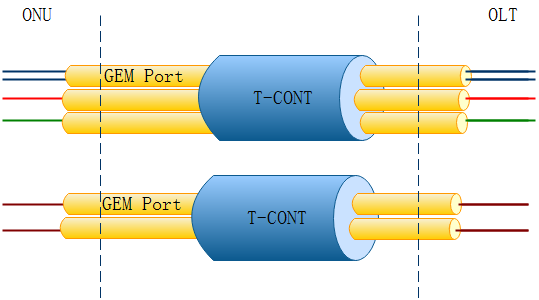 ONU
OLT
GEM Port
T-CONT
GEM Port
T-CONT